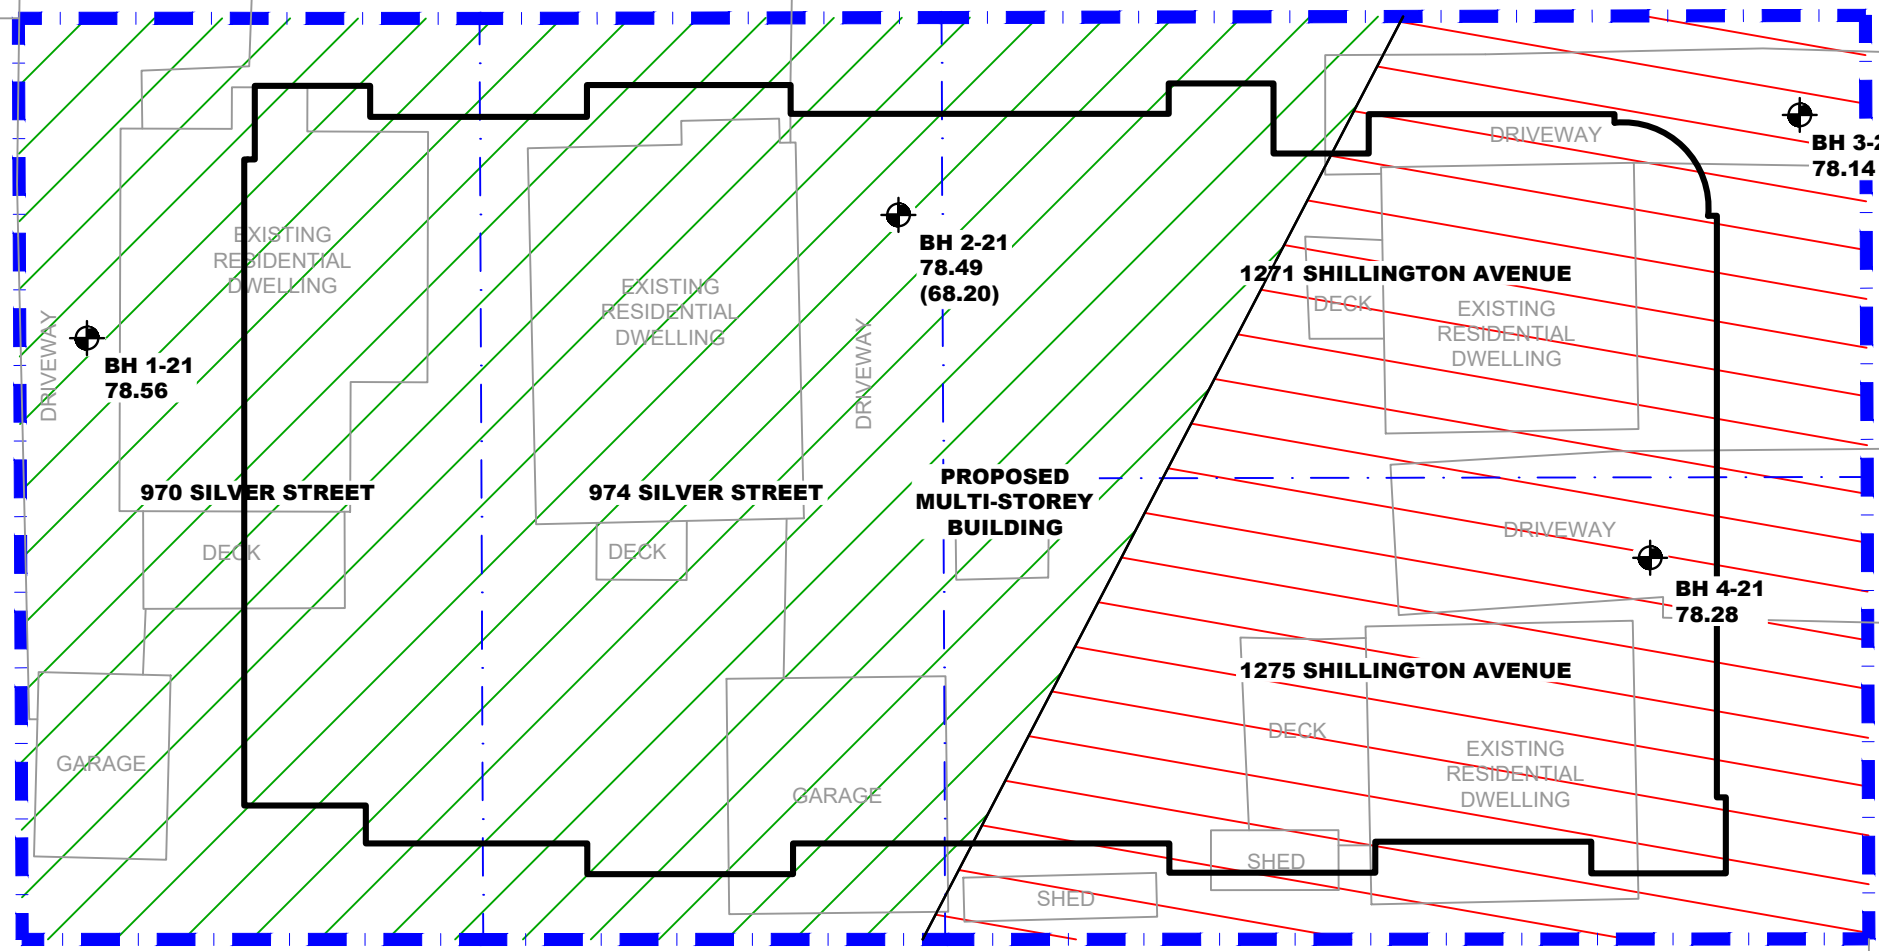 DRIVEWAY
BH 3-2
78.14
EXISTING
RESIDENTIAL
DWELLING
BH 2-21
78.49
(68.20)
1271 SHILLINGTON AVENUE
DECK
EXISTING
RESIDENTIAL
DWELLING
EXISTING
RESIDENTIAL
DWELLING
DRIVEWAY
DRIVEWAY
BH 1-21
78.56
970 SILVER STREET
974 SILVER STREET
PROPOSED
MULTI-STOREY
BUILDING
DECK
DECK
DRIVEWAY
BH 4-21
78.28
1275 SHILLINGTON AVENUE
DECK
EXISTING
RESIDENTIAL
DWELLING
GARAGE
GARAGE
SHED
SHED